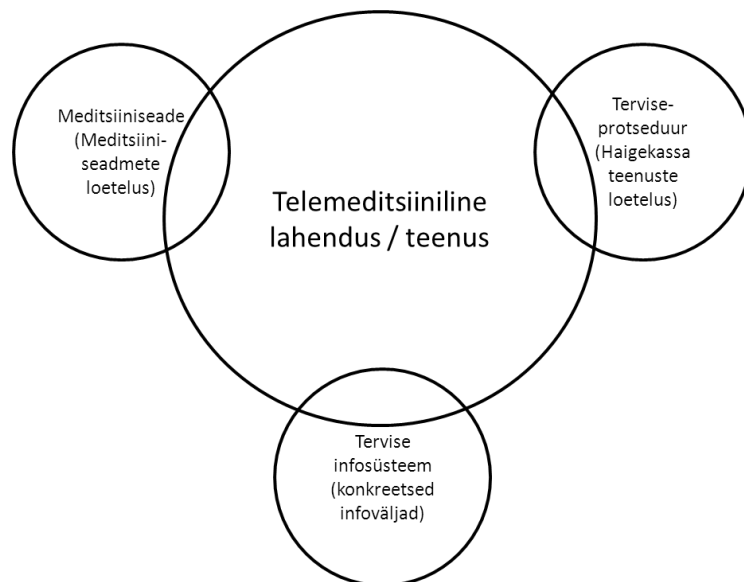 Meditsiiniseade
(Meditsiini-
seadmete
loetelus)
Telemeditsiiniline
lahendus / teenus
Tervise-
protseduur
(Haigekassa
teenuste
loetelus)
Tervise
infosüsteem
(konkreetsed
infoväljad)